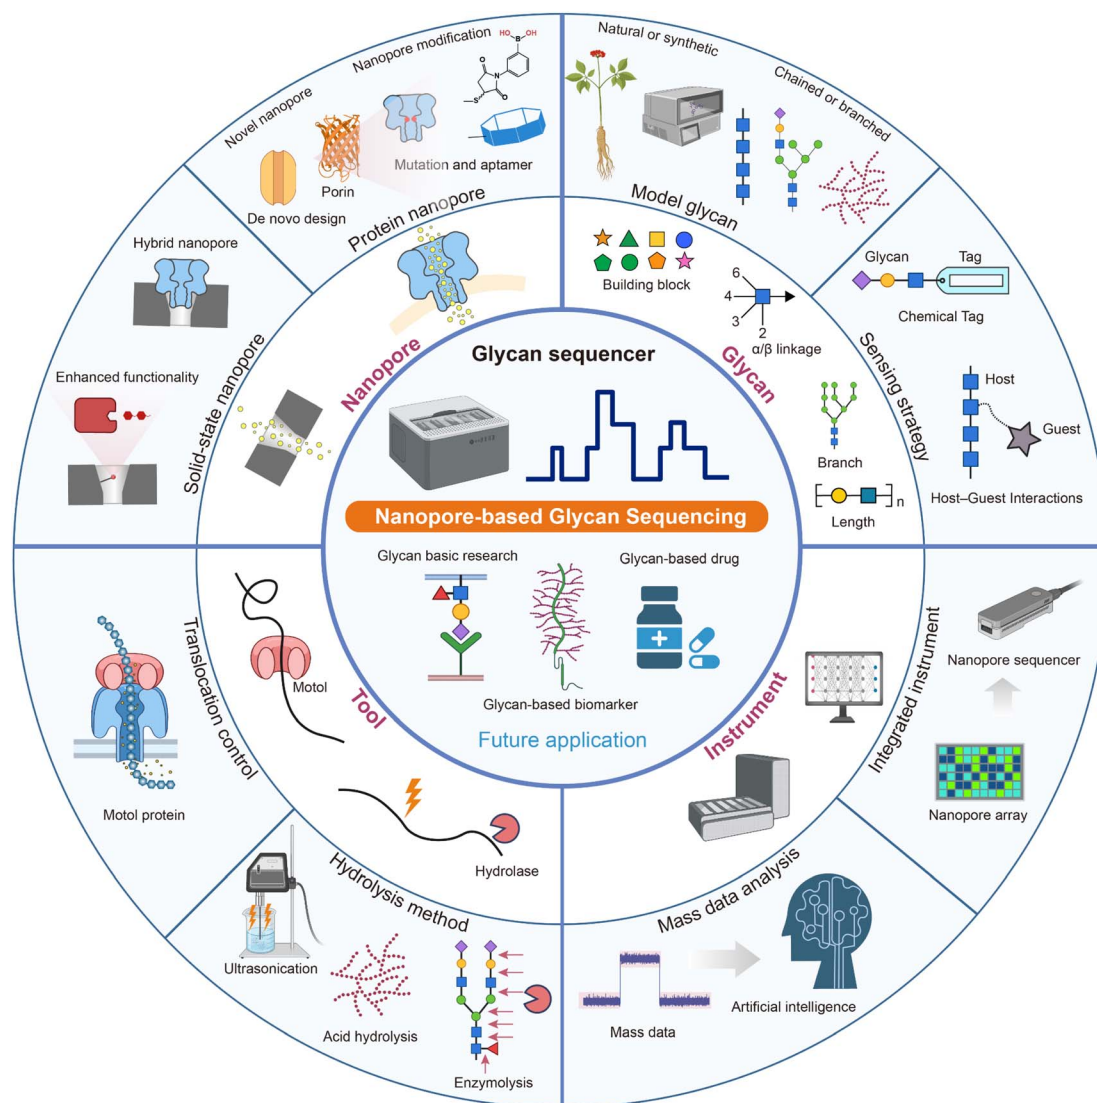 Nanopore modification
HO
B
OH
O
N
O
S
Novel nanopore
Porin
De novo design
Mutation and aptamer
Protein nanopore
Natural or synthetic
Chained or branched
Model glycan
Building block
6
4
3
2
α/β linkage
Glycan
Tag
Chemical Tag
Host
Guest
Host–Guest Interactions
Sensing strategy
Branch
n
Length
Glycan
Hybrid nanopore
Enhanced functionality
Solid-state nanopore
Nanopore
Glycan sequencer
Nanopore-based Glycan Sequencing
Glycan basic research
Glycan-based drug
Glycan-based biomarker
Future application
Translocation control
Motol protein
Motol
Tool
Hydrolase
Hydrolysis method
Ultrasonication
Acid hydrolysis
Enzymolysis
Instrument
Integrated instrument
Nanopore sequencer
Nanopore array
Mass data analysis
Mass data
Artificial intelligence